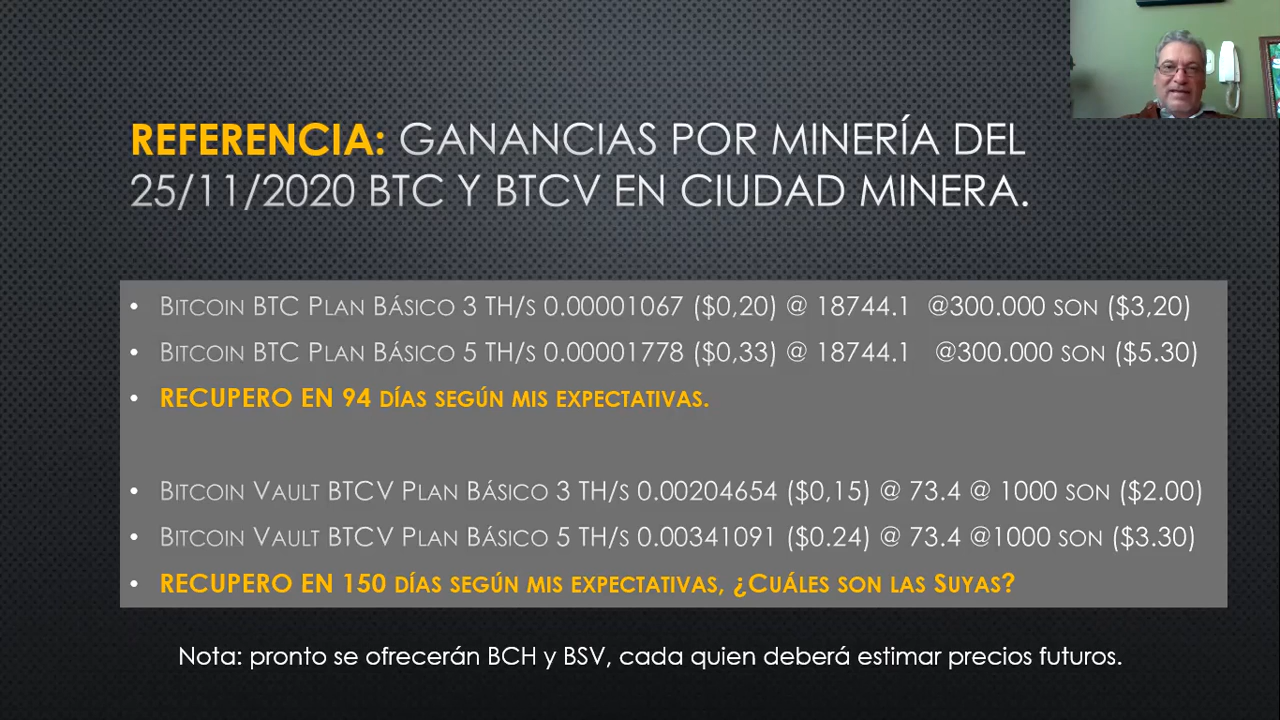 REFERENCIA: GANANCIAS POR MINERÍA DEL
25/11/2020 BTC Y BTCV EN CIUDAD MINERA.
• BITCOIN BTC PLAN BÁSICO 3 TH/S 0.00001067 ($0,20) @ 18744.1 @300.000 SON ($3,20)
• BITCOIN BTC PLAN BÁSICO 5 TH/S 0.00001778 ($0,33) @ 18744.1 @300.000 SON ($5.30)
• RECUPERO EN 94 DÍAS SEGÚN MIS EXPECTATIVAS.
• BITCOIN VAULT BTCV PLAN BÁSICO 3 TH/S 0.00204654 ($0,15) @ 73.4 @ 1000 SON ($2.00)
• BITCOIN VAULT BTCV PLAN BÁSICO 5 TH/S 0.00341091 ($0.24) @ 73.4 @1000 SON ($3.30)
• RECUPERO EN 150 DÍAS SEGÚN MIS EXPECTATIVAS, ¿CUÁLES SON LAS SUYAS?
Nota: pronto se ofrecerán BCH y BSV, cada quien deberá estimar precios futuros.